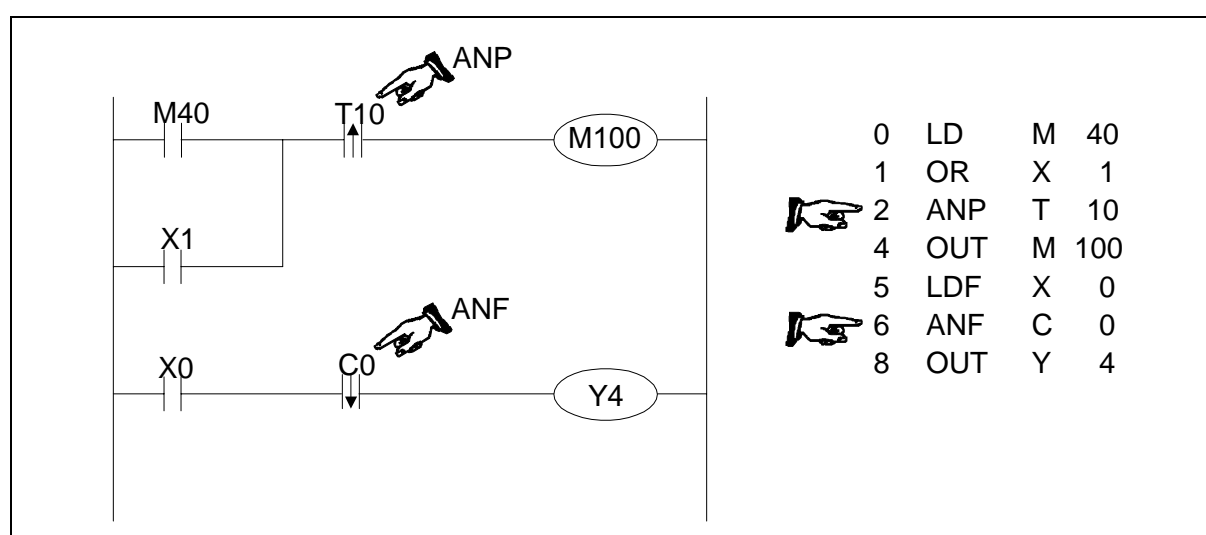 ANP
M40
T10
M100
X1
ANF
X0
C0
Y4
0 LD M 40
1 OR X 1
2 ANP T 10
4 OUT M 100
5 LDF X 0
6 ANF C 0
8 OUT Y 4